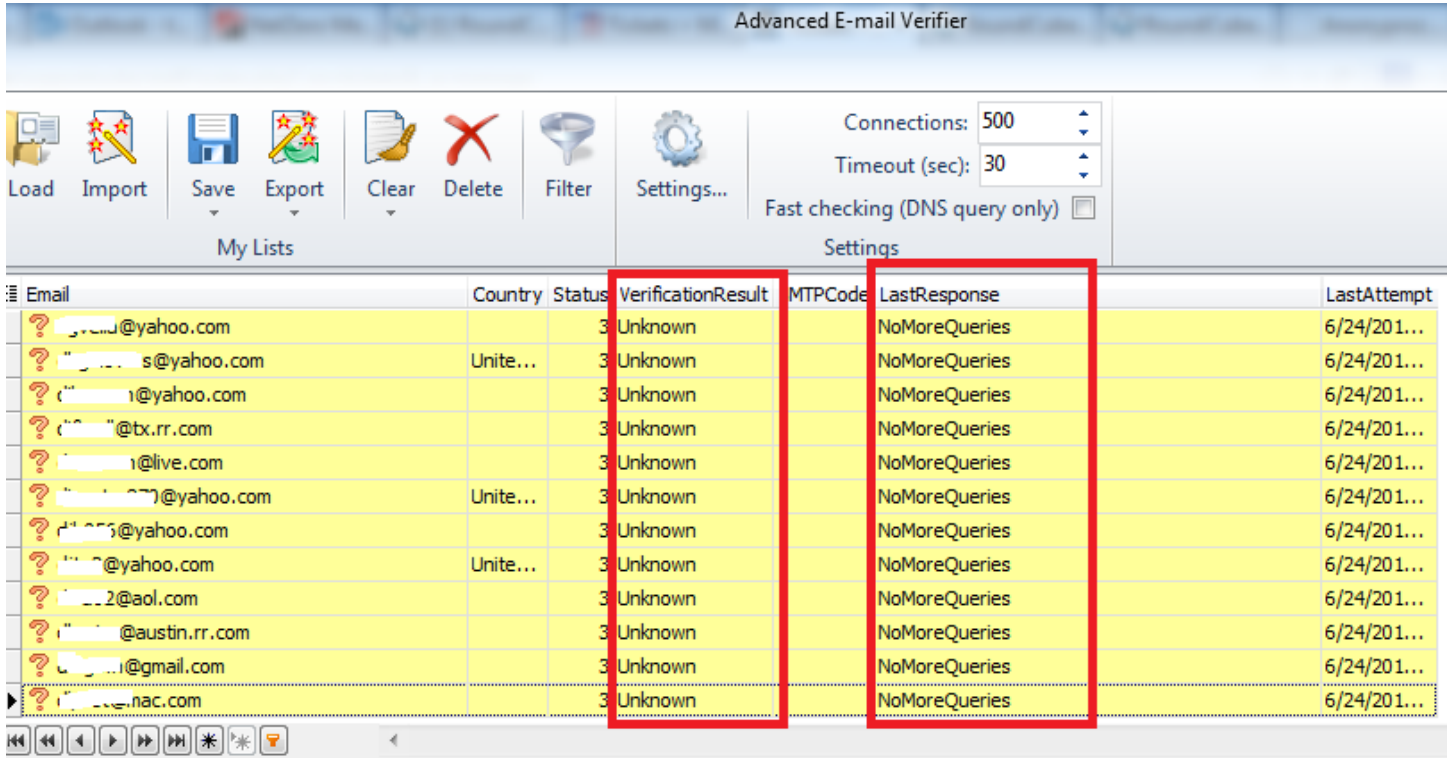 Advanced E-mail Verifier
Connections: 500
Timeout (sec): 30
Load Import Save Export Clear Delete Filter Settings... Fast checking (DNS query only)
My Lists Settings
Email Country Status VerificationResult MTPCode LastResponse LastAttempt
@yahoo.com 3 Unknown NoMoreQueries 6/24/201...
s@yahoo.com Unite... 3 Unknown NoMoreQueries 6/24/201...
@yahoo.com 3 Unknown NoMoreQueries 6/24/201...
@tx.rr.com 3 Unknown NoMoreQueries 6/24/201...
@live.com 3 Unknown NoMoreQueries 6/24/201...
@yahoo.com Unite... 3 Unknown NoMoreQueries 6/24/201...
@yahoo.com 3 Unknown NoMoreQueries 6/24/201...
@yahoo.com Unite... 3 Unknown NoMoreQueries 6/24/201...
2@aol.com 3 Unknown NoMoreQueries 6/24/201...
@austin.rr.com 3 Unknown NoMoreQueries 6/24/201...
@gmail.com 3 Unknown NoMoreQueries 6/24/201...
mac.com 3 Unknown NoMoreQueries 6/24/201...